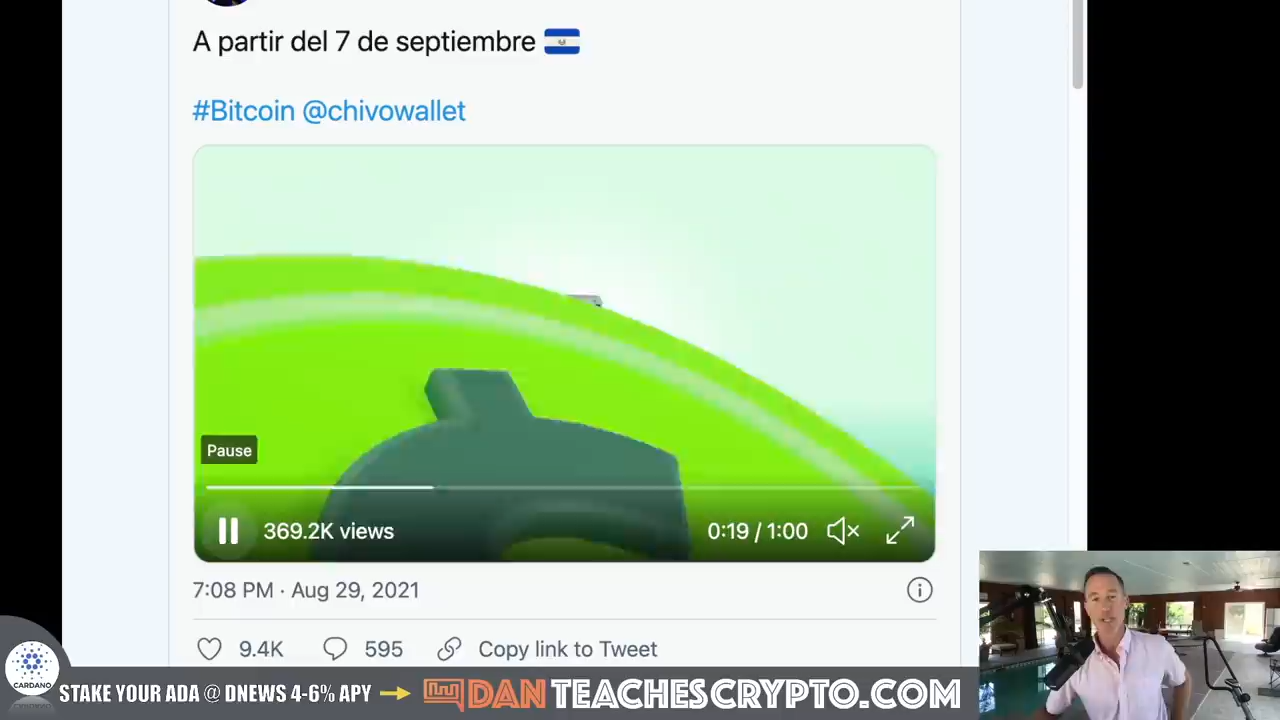 A partir del 7 de septiembre 🇸🇻
#Bitcoin @chivowallet
Pause
369.2K views
0:19 / 1:00
7:08 PM · Aug 29, 2021
9.4K
595
Copy link to Tweet
CARDANO
STAKE YOUR ADA @ DNEWS 4-6% APY
DANTEACHESCRYPTO.COM